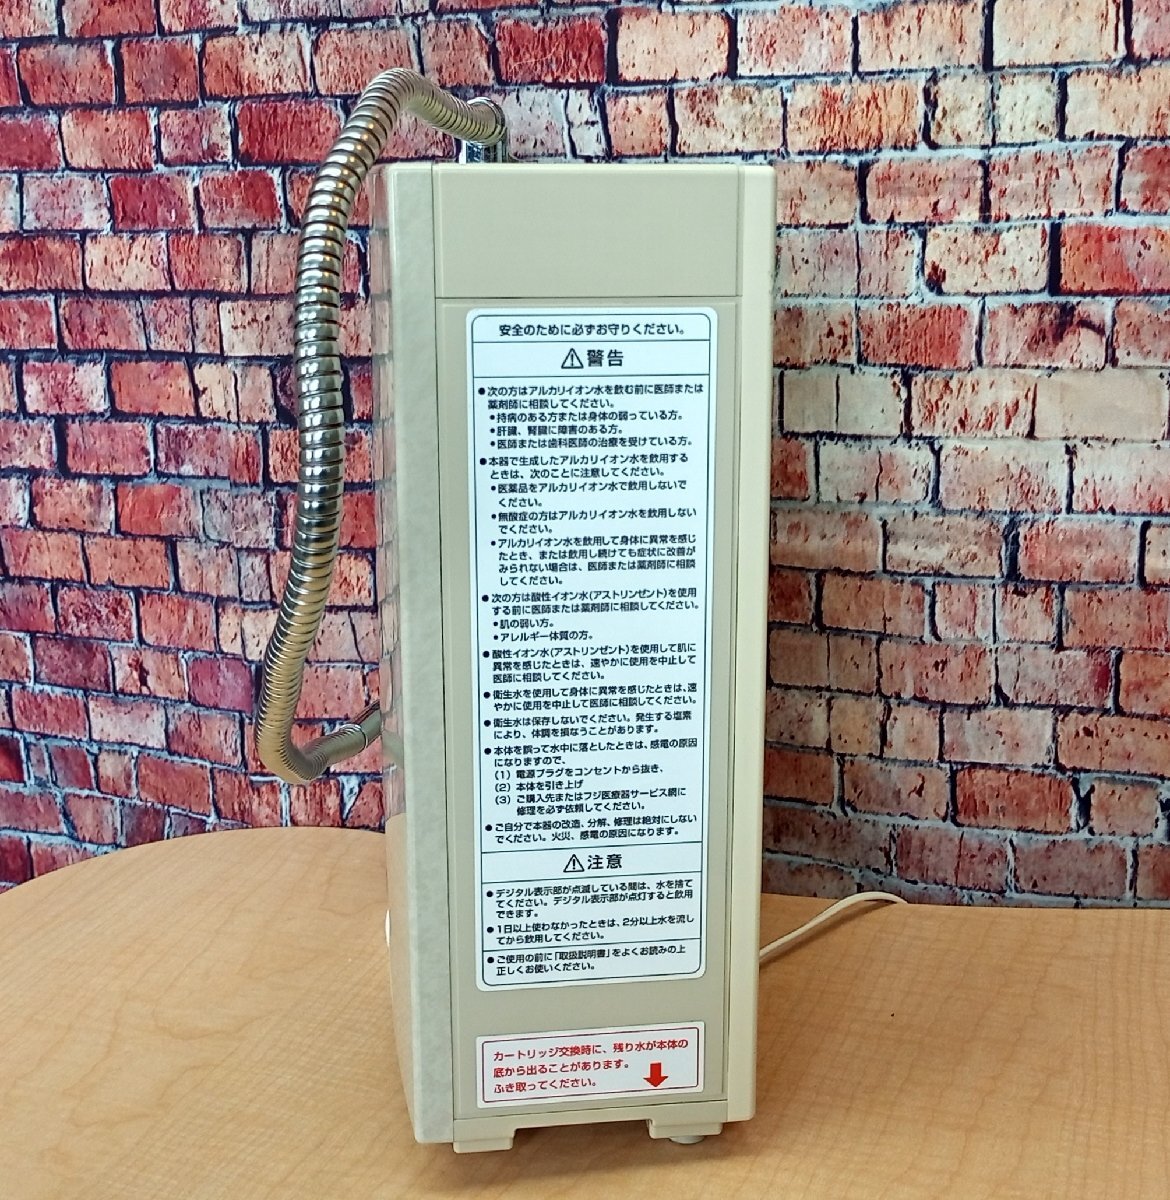 安全のために必ずお守りください。
⚠警告
●次の方はアルカリイオン水を飲む前に医師または
薬剤師に相談してください。
●持病のある方または身体の弱っている方。
●肝臓、腎臓に障害のある方。
●医師または歯科医師の治療を受けている方。
●本器で生成したアルカリイオン水を飲用する
ときは、次のことに注意してください。
●医薬品をアルカリイオン水で飲用しないで
ください。
●無酸症の方はアルカリイオン水を飲用しない
でください。
●アルカリイオン水を飲用して身体に異常を感じ
たとき、または飲用し続けても症状に改善が
みられない場合は、医師または薬剤師に相談
してください。
●次の方は酸性イオン水(アストリンゼント)を使用
する前に医師または薬剤師に相談してください。
●肌の弱い方。
●アレルギー体質の方。
●酸性イオン水(アストリンゼント)を使用して肌に
異常を感じたときは、速やかに使用を中止して
医師に相談してください。
●衛生水を使用して身体に異常を感じたときは、速
やかに使用を中止して医師に相談してください。
●衛生水は保存しないでください。発生する塩素
により、体調を損なうことがあります。
●本体を誤って水中に落としたときは、感電の原因
になりますので、
(1) 電源プラグをコンセントから抜き、
(2) 本体を引き上げ
(3) ご購入先またはフジ医療器サービス網に
修理を必ず依頼してください。
●ご自分で本器の改造、分解、修理は絶対にしない
でください。火災、感電の原因になります。
⚠注意
●デジタル表示部が点滅している間は、水を捨て
てください。デジタル表示部が点灯すると飲用
できます。
●1日以上使わなかったときは、2分以上水を流し
てから飲用してください。
●ご使用の前に「取扱説明書」をよくお読みの上
正しくお使いください。
カートリッジ交換時に、残り水が本体の
底から出ることがあります。
ふき取ってください。